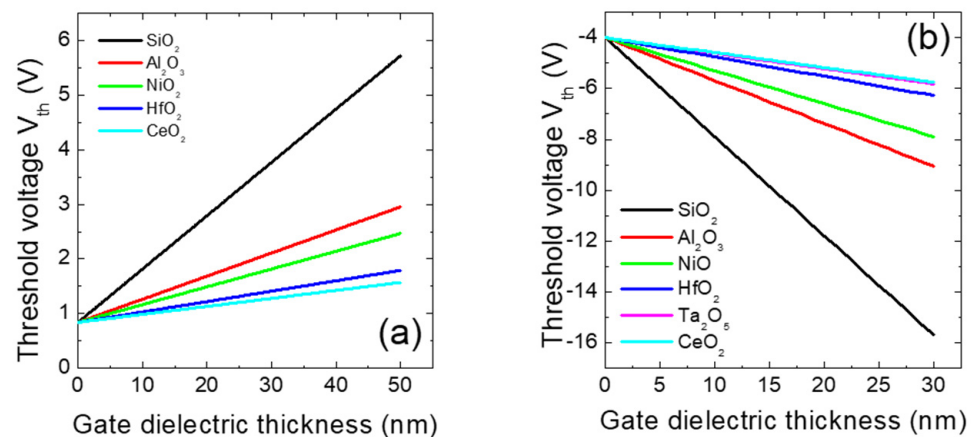 (a)
Threshold voltage V_th (V)
6
5
4
3
2
1
0
SiO₂
Al₂O₃
NiO₂
HfO₂
CeO₂
0 10 20 30 40 50
Gate dielectric thickness (nm)
(b)
Threshold voltage V_th (V)
-4
-6
-8
-10
-12
-14
-16
SiO₂
Al₂O₃
NiO
HfO₂
Ta₂O₅
CeO₂
0 5 10 15 20 25 30
Gate dielectric thickness (nm)